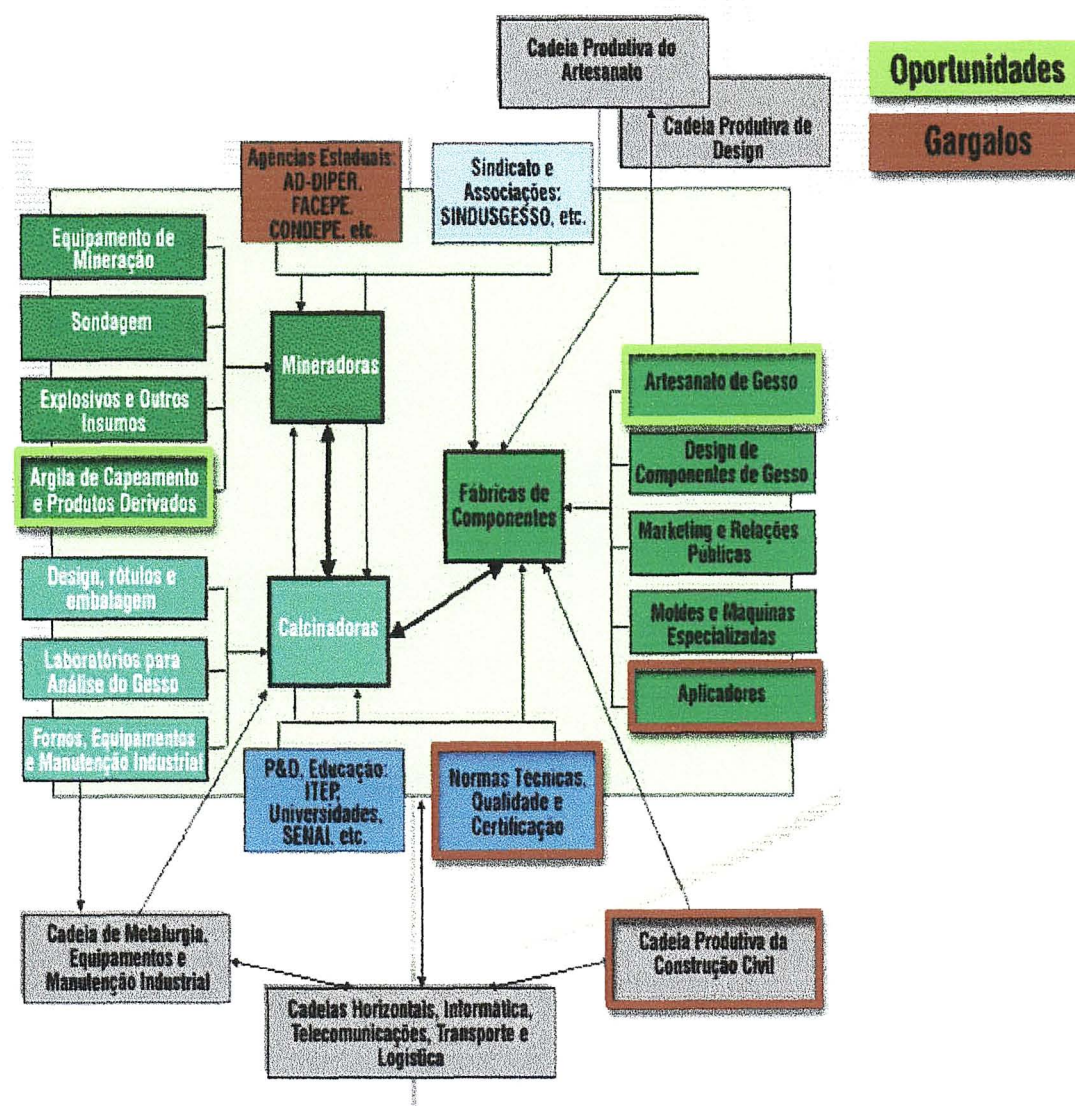 Cadeia Produtiva do
Artesanato
Oportunidades
Cadeia Produtiva de
Design
Gargalos
Agências Estaduais:
AD-DIPER,
FACEPE,
CONDEPE, etc
Sindicato e
Associações:
SINDUSGESSO, etc.
Equipamento de
Mineração
Sondagem
Explosivos e Outros
Insumos
Argila de Capeamento
e Produtos Derivados
Mineradoras
Artesanato de Gesso
Design de
Componentes de Gesso
Marketing e Relações
Públicas
Moldes e Maquinas
Especializadas
Aplicadores
Fábricas de
Componentes
Design, rótulos e
embalagem
Laboratórios para
Análise do Gesso
Fornos, Equipamentos
e Manutenção Industrial
Calcinadoras
P&D, Educação:
ITEP,
Universidades,
SENAI, etc.
Normas Técnicas,
Qualidade e
Certificação
Cadeia de Metalurgia,
Equipamentos e
Manutenção Industrial
Cadeias Horizontais, Informática,
Telecomunicações, Transporte e
Logística
Cadeia Produtiva da
Construção Civil